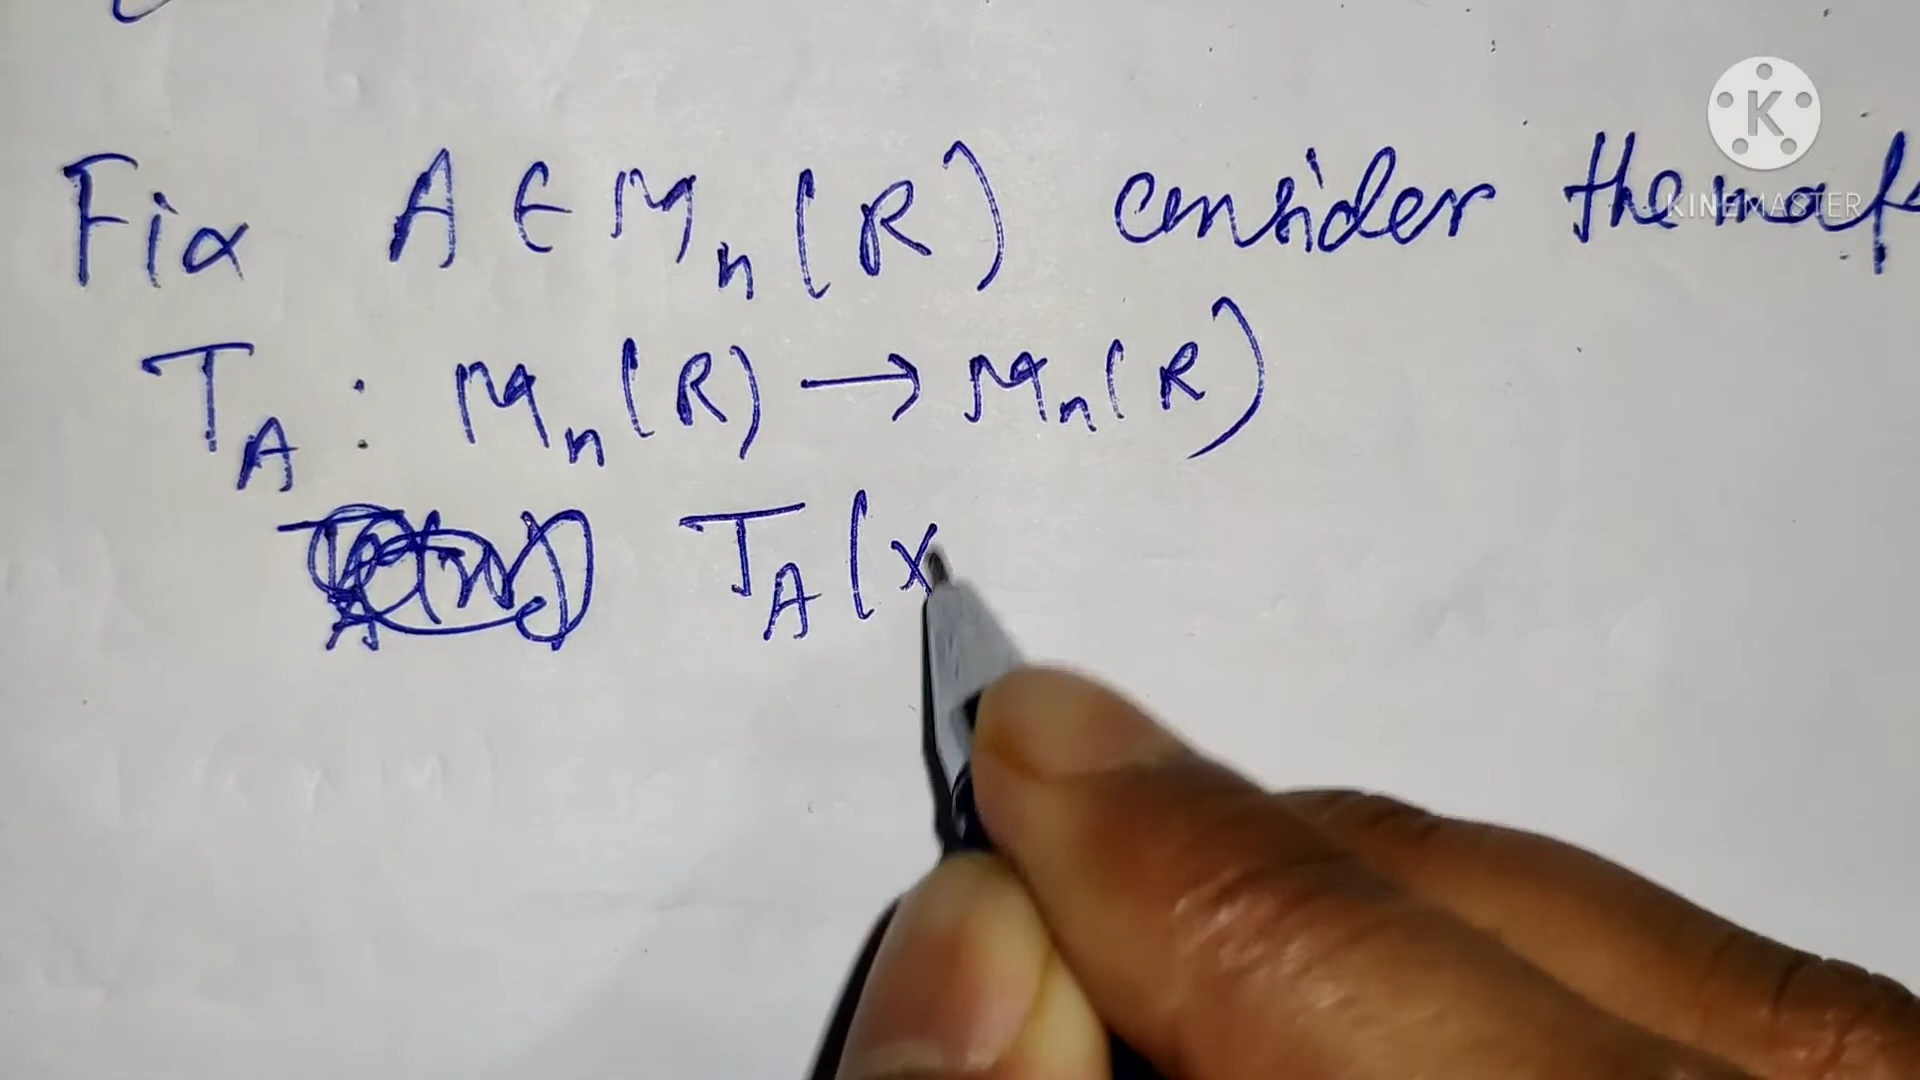 Fix A ∈ Mn(R) consider the map
TA : Mn(R) → Mn(R)
TA(x
K
KINEMASTER